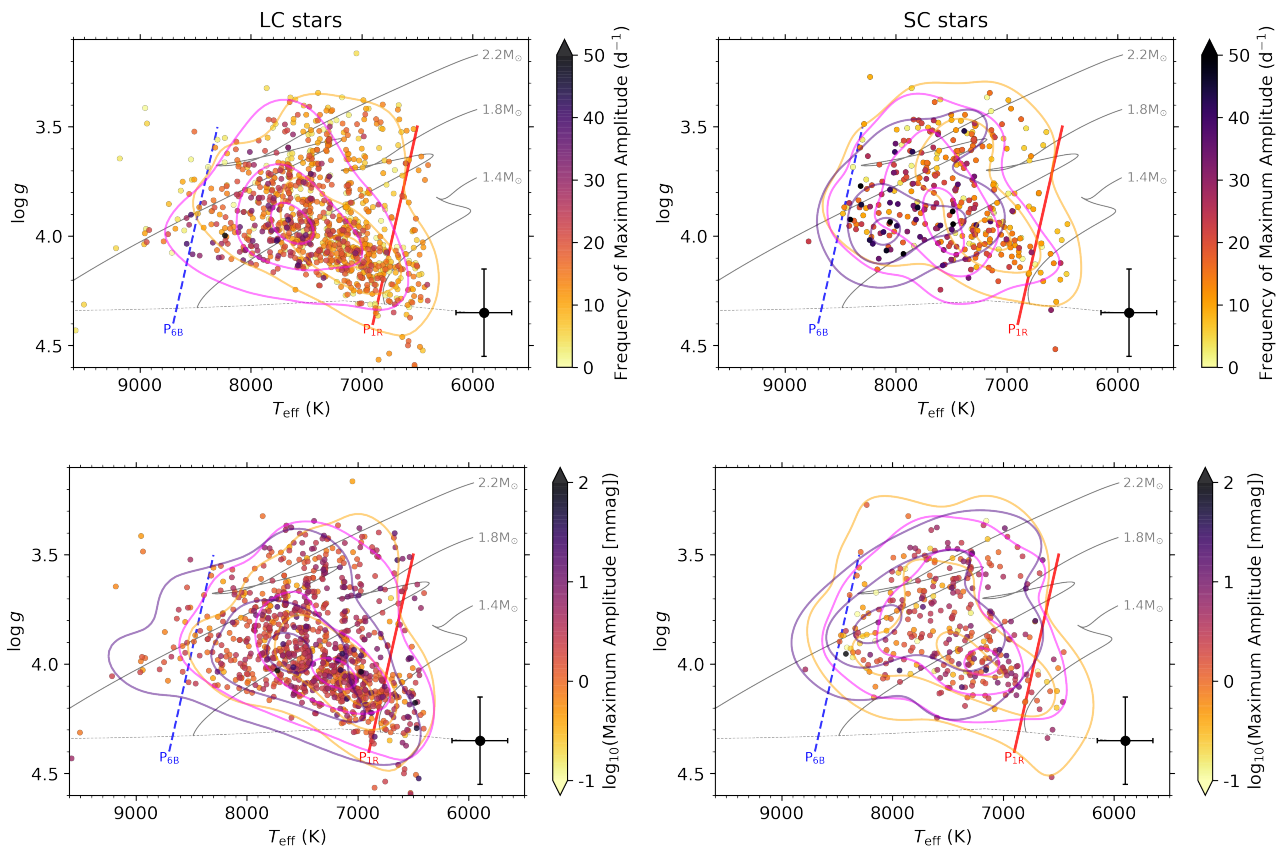 LC stars
SC stars
2.2M☉
1.8M☉
1.4M☉
P6B
P1R
3.5
4.0
4.5
log g
9000 8000 7000 6000
Teff (K)
50
40
30
20
10
0
Frequency of Maximum Amplitude (d⁻¹)
2.2M☉
1.8M☉
1.4M☉
P6B
P1R
3.5
4.0
4.5
log g
9000 8000 7000 6000
Teff (K)
50
40
30
20
10
0
Frequency of Maximum Amplitude (d⁻¹)
2.2M☉
1.8M☉
1.4M☉
P6B
P1R
3.5
4.0
4.5
log g
9000 8000 7000 6000
Teff (K)
2
1
0
-1
log₁₀(Maximum Amplitude [mmag])
2.2M☉
1.8M☉
1.4M☉
P6B
P1R
3.5
4.0
4.5
log g
9000 8000 7000 6000
Teff (K)
2
1
0
-1
log₁₀(Maximum Amplitude [mmag])